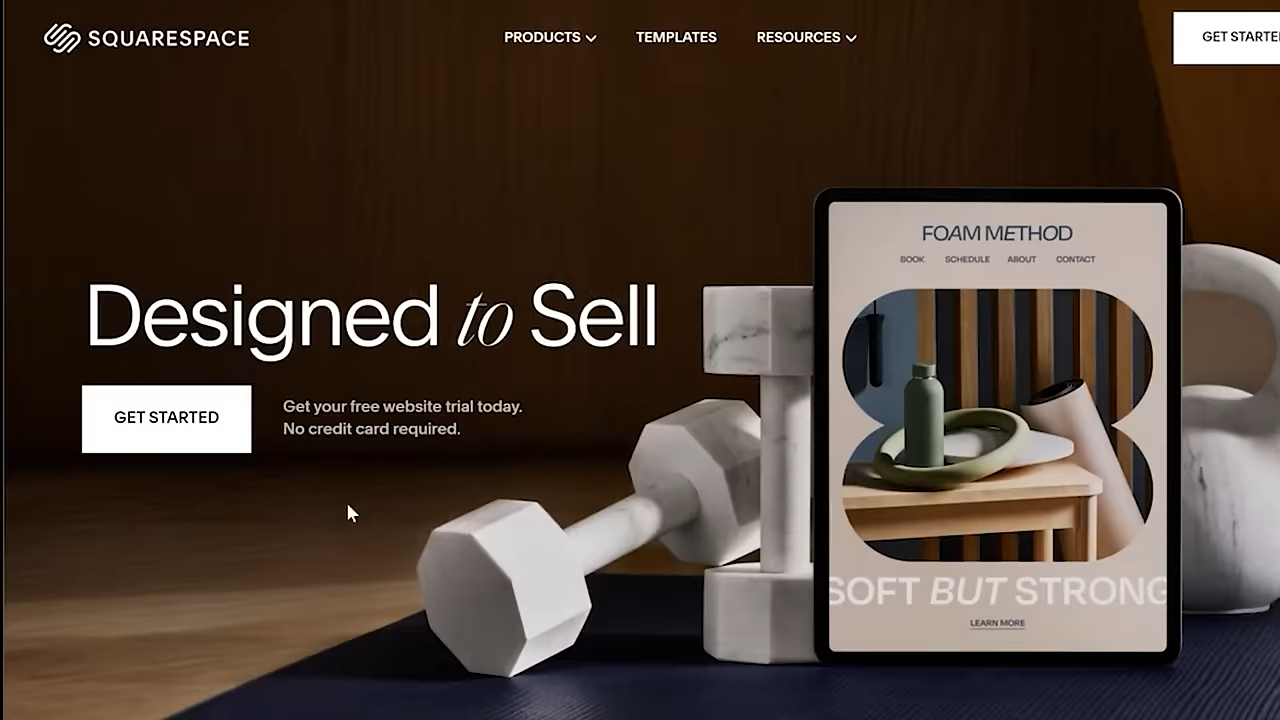 SQUARESPACE
PRODUCTS
TEMPLATES
RESOURCES
GET STARTE
FOAM METHOD
BOOK
SCHEDULE
ABOUT
CONTACT
Designed to Sell
GET STARTED
Get your free website trial today.
No credit card required.
SOFT BUT STRONG
LEARN MORE